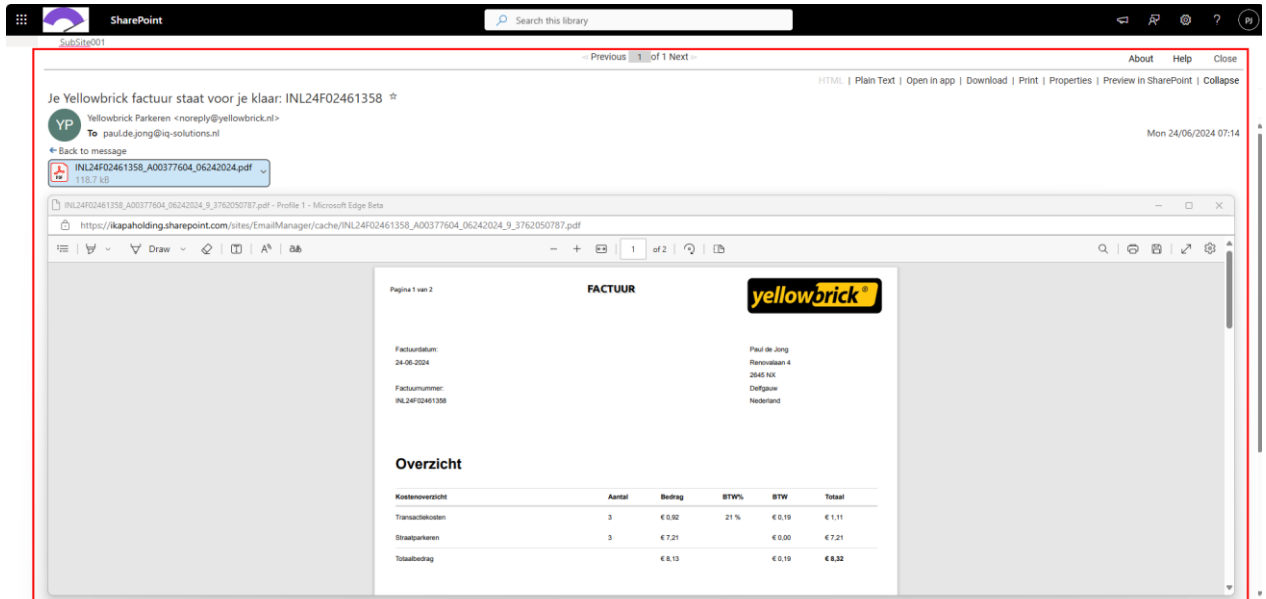 SharePoint
Search this library
?
PJ
SubSite001
Previous 1 of 1 Next
About Help Close
HTML | Plain Text | Open in app | Download | Print | Properties | Preview in SharePoint | Collapse
Je Yellowbrick factuur staat voor je klaar: INL24F02461358
YP
Yellowbrick Parkeren <noreply@yellowbrick.nl>
To paul.de.jong@iq-solutions.nl
Mon 24/06/2024 07:14
Back to message
INL24F02461358_A00377604_06242024.pdf
118.7 kB
INL24F02461358_A00377604_06242024_9_3762050787.pdf - Profile 1 - Microsoft Edge Beta
https://ikapaholding.sharepoint.com/sites/EmailManager/cache/INL24F02461358_A00377604_06242024_9_3762050787.pdf
Draw
1 of 2
Pagina 1 van 2
FACTUUR
yellowbrick®
Factuurdatum:
24-06-2024
Factuurnummer:
INL24F02461358
Paul de Jong
Renovalaan 4
2645 NX
Delfgauw
Nederland
Overzicht
Kostenoverzicht Aantal Bedrag BTW% BTW Totaal
Transactiekosten 3 € 0,92 21 % € 0,19 € 1,11
Straatparkeren 3 € 7,21 € 0,00 € 7,21
Totaalbedrag € 8,13 € 0,19 € 8,32